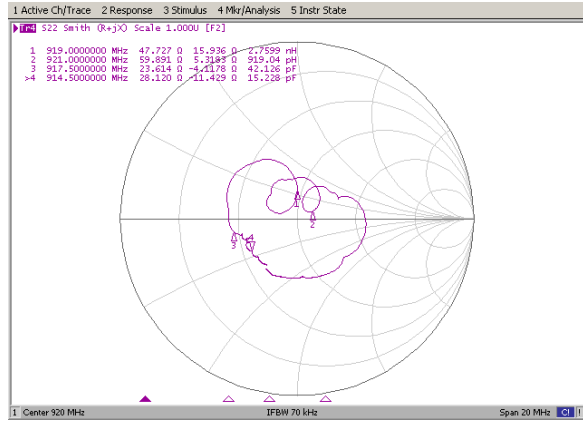 1 Active Ch/Trace 2 Response 3 Stimulus 4 Mkr/Analysis 5 Instr State
Tr4 S22 Smith (R+jX) Scale 1.000U [F2]
1 919.0000000 MHz 47.727 Ω 15.936 Ω 2.7599 nH
2 921.0000000 MHz 59.891 Ω 5.3183 Ω 919.04 pH
3 917.5000000 MHz 23.614 Ω -4.1178 Ω 42.126 pF
>4 914.5000000 MHz 28.120 Ω -11.429 Ω 15.228 pF
1
2
4
3
1 Center 920 MHz IFBW 70 kHz Span 20 MHz C! !